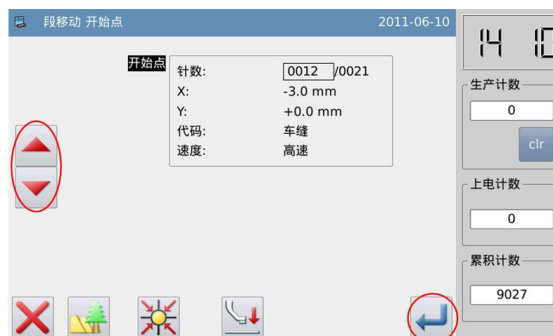 段移动 开始点 2011-06-10
开始点
针数: 0012 /0021
X: -3.0 mm
Y: +0.0 mm
代码: 车缝
速度: 高速
14 10
生产计数
0
clr
上电计数
0
累积计数
9027